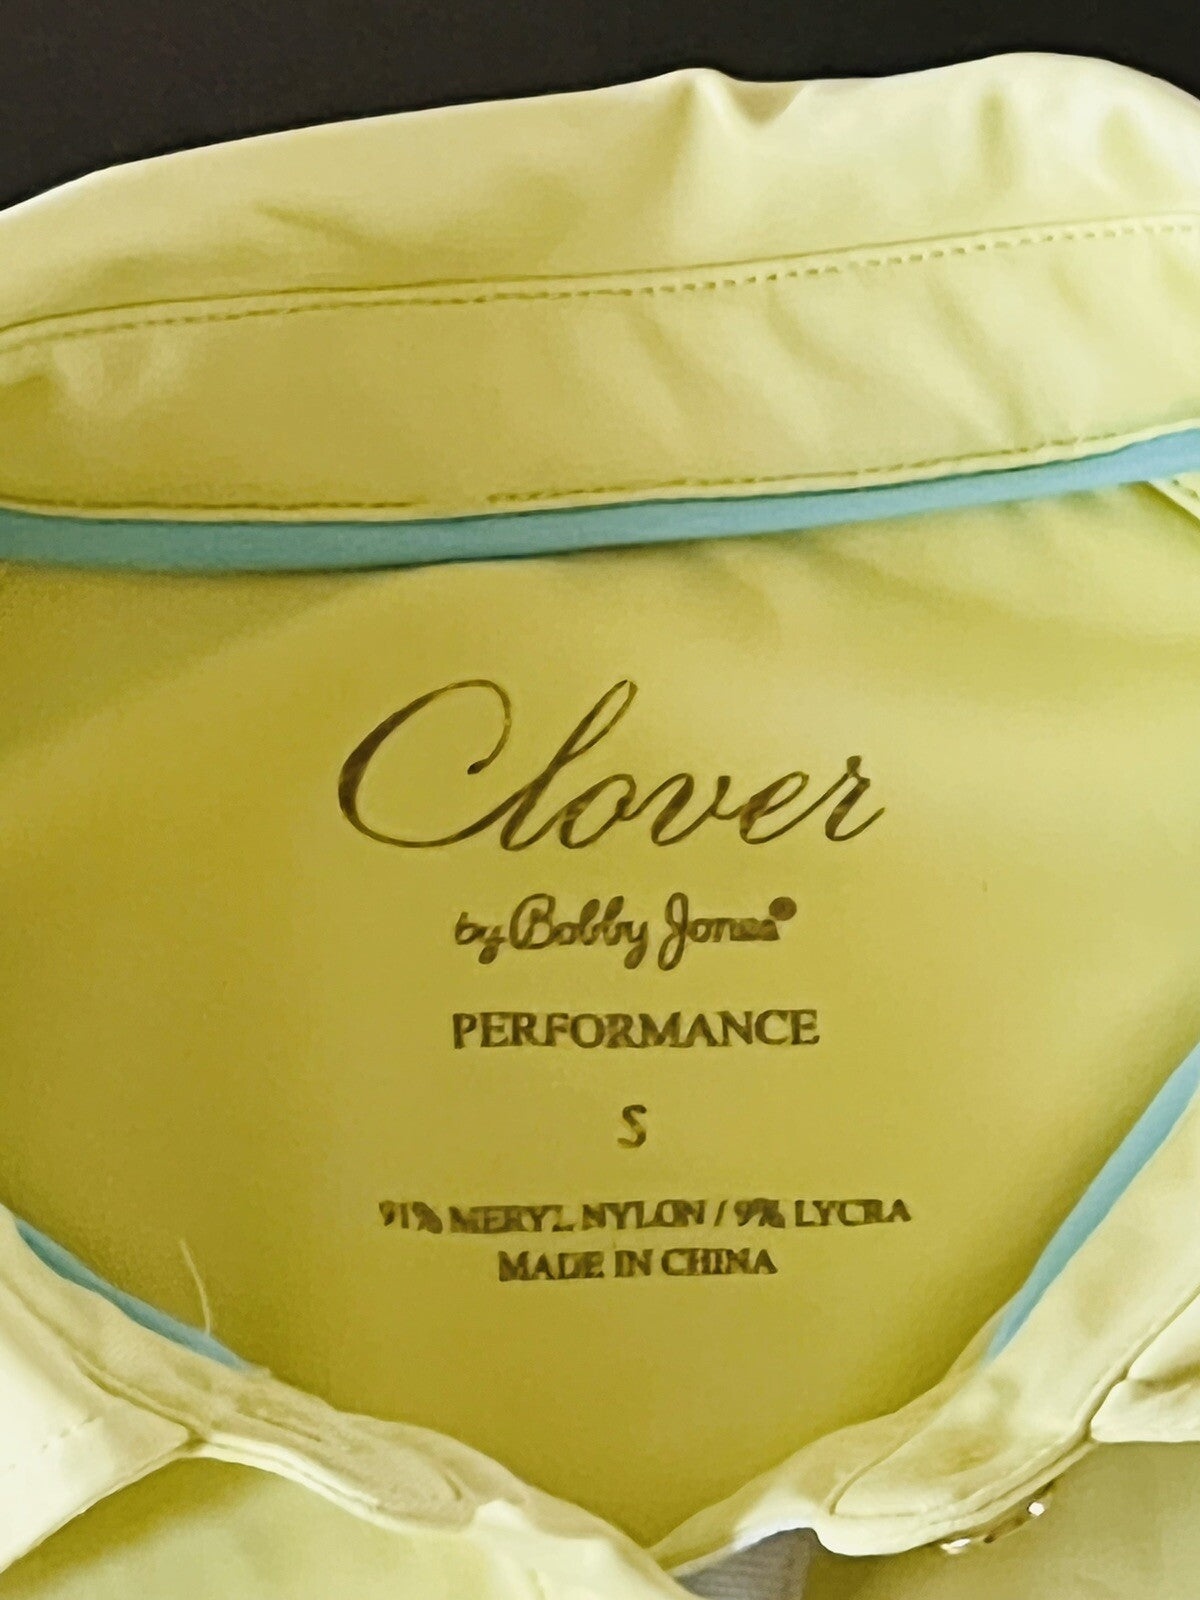 Clover
by Bobby Jones®
PERFORMANCE
S
91% MERYL NYLON / 9% LYCRA
MADE IN CHINA